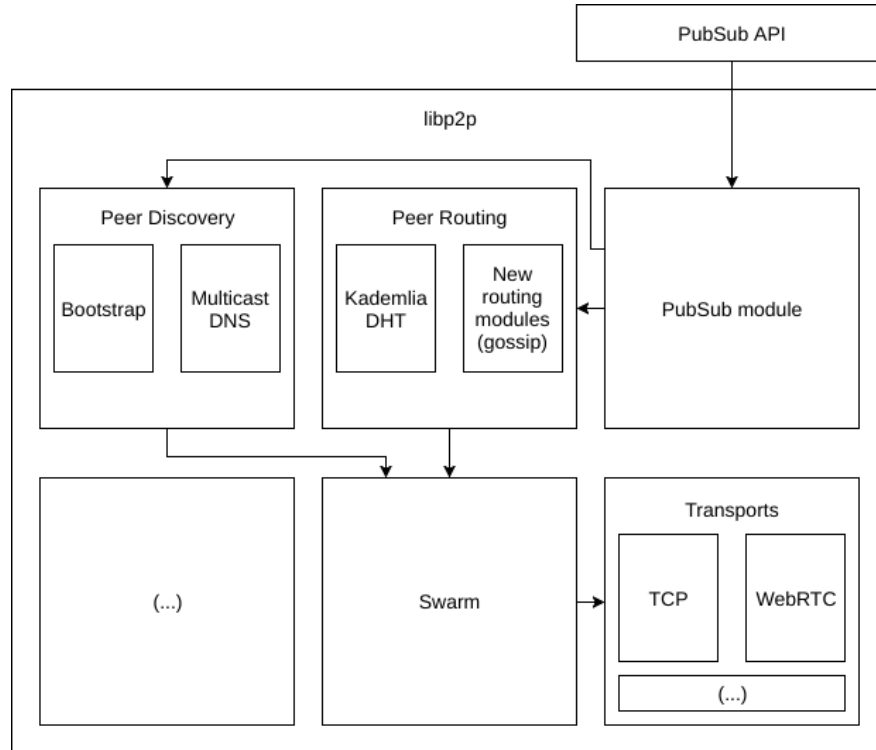 PubSub API
libp2p
Peer Discovery
Bootstrap
Multicast
DNS
Peer Routing
Kademlia
DHT
New
routing
modules
(gossip)
PubSub module
(...)
Swarm
Transports
TCP
WebRTC
(...)